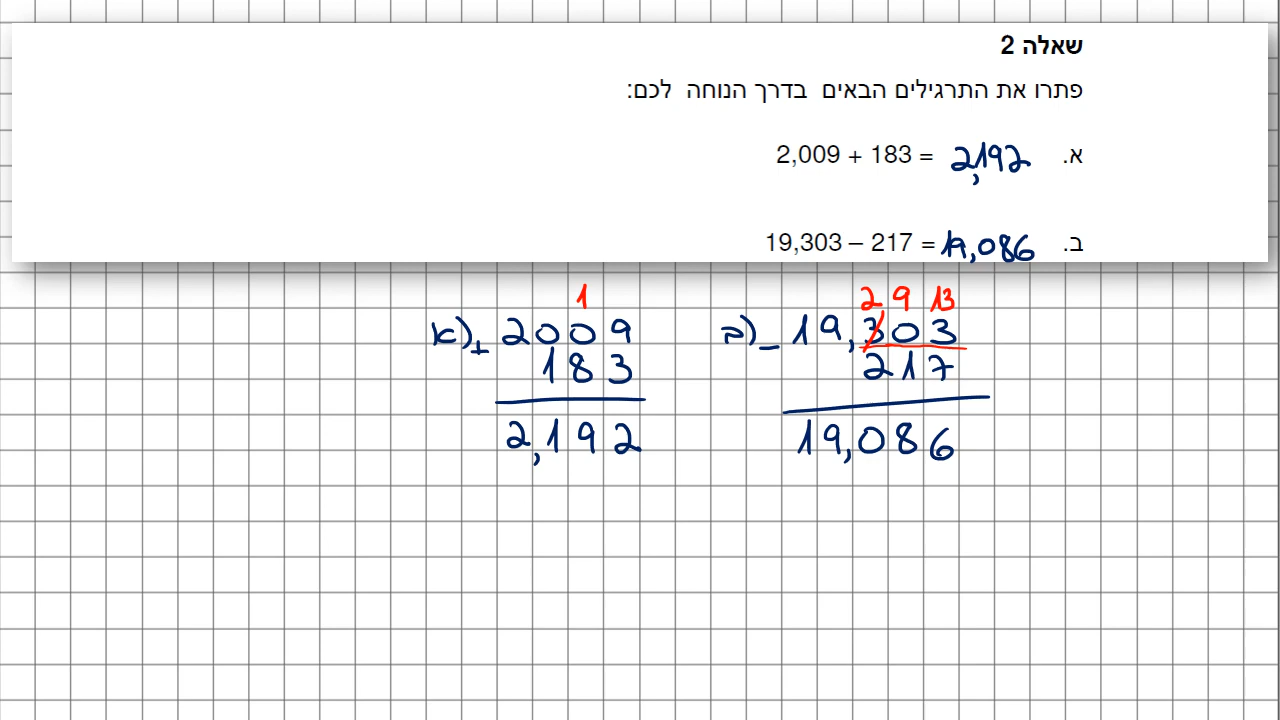 שאלה 2
פתרו את התרגילים הבאים בדרך הנוחה לכם:
א. 2,009 + 183 = 2,192
ב. 19,303 – 217 = 19,086
1
א) + 2009
183
2,192
2 9 13
ב) – 19,303
217
19,086